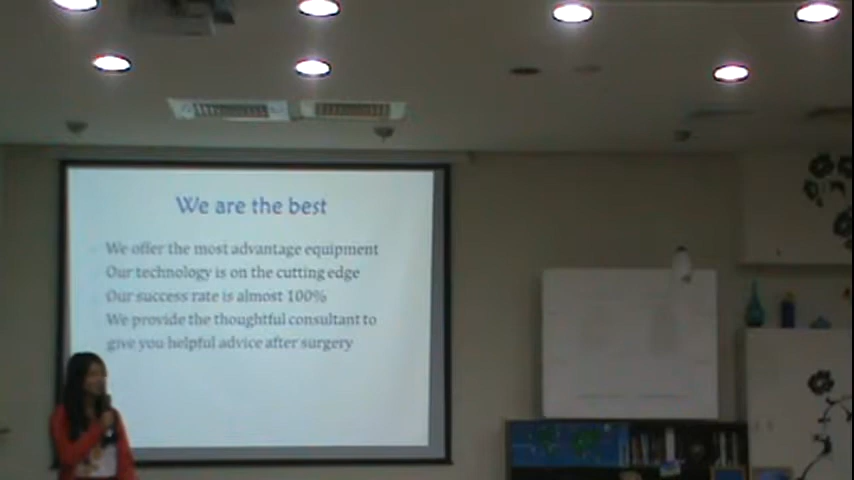 We are the best
We offer the most advantage equipment
Our technology is on the cutting edge
Our success rate is almost 100%
We provide the thoughtful consultant to
give you helpful advice after surgery